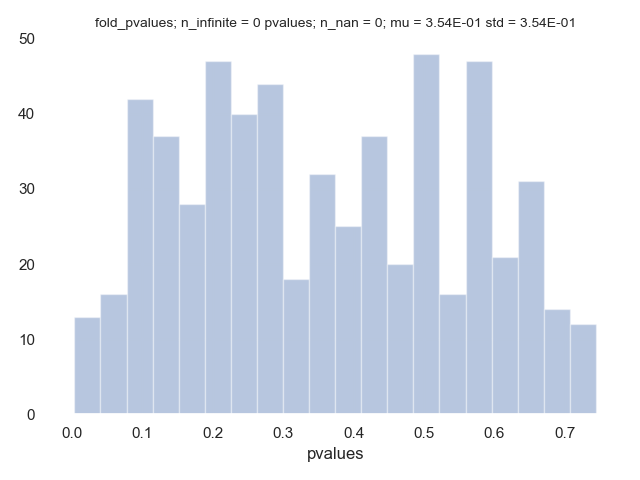 fold_pvalues; n_infinite = 0 pvalues; n_nan = 0; mu = 3.54E-01 std = 3.54E-01
50
40
30
20
10
0
0.0 0.1 0.2 0.3 0.4 0.5 0.6 0.7
pvalues